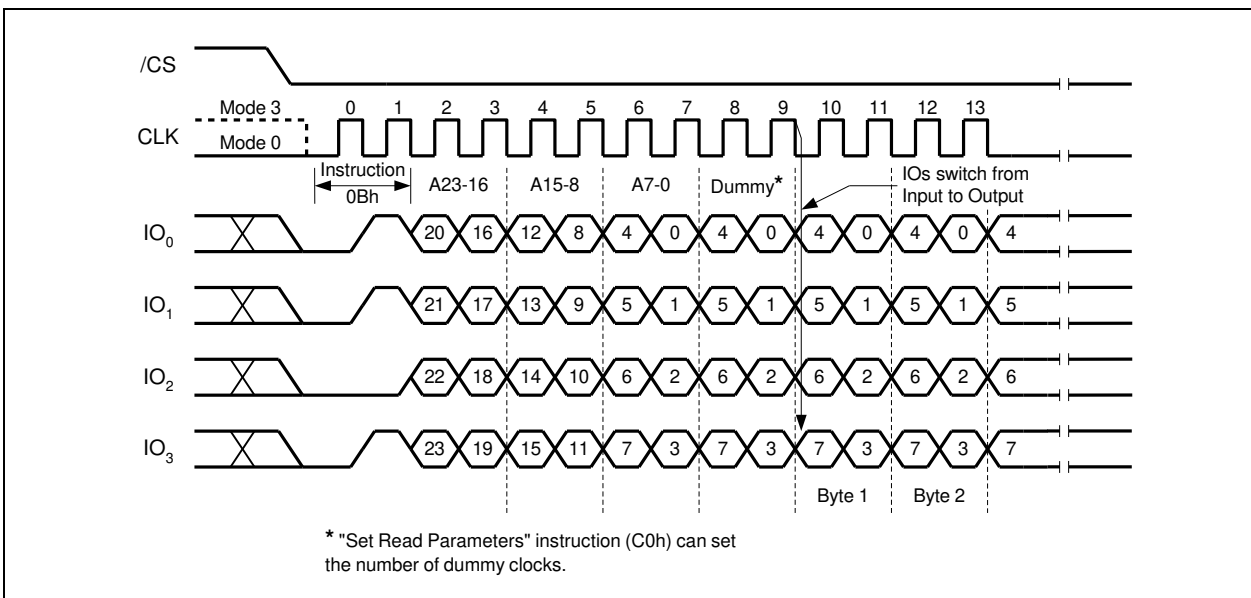 /CS
Mode 3 0 1 2 3 4 5 6 7 8 9 10 11 12 13
CLK Mode 0
Instruction IOs switch from
0Bh A23-16 A15-8 A7-0 Dummy* Input to Output
IO0 20 16 12 8 4 0 4 0 4 0 4 0 4
IO1 21 17 13 9 5 1 5 1 5 1 5 1 5
IO2 22 18 14 10 6 2 6 2 6 2 6 2 6
IO3 23 19 15 11 7 3 7 3 7 3 7 3 7
Byte 1 Byte 2
* "Set Read Parameters" instruction (C0h) can set
the number of dummy clocks.